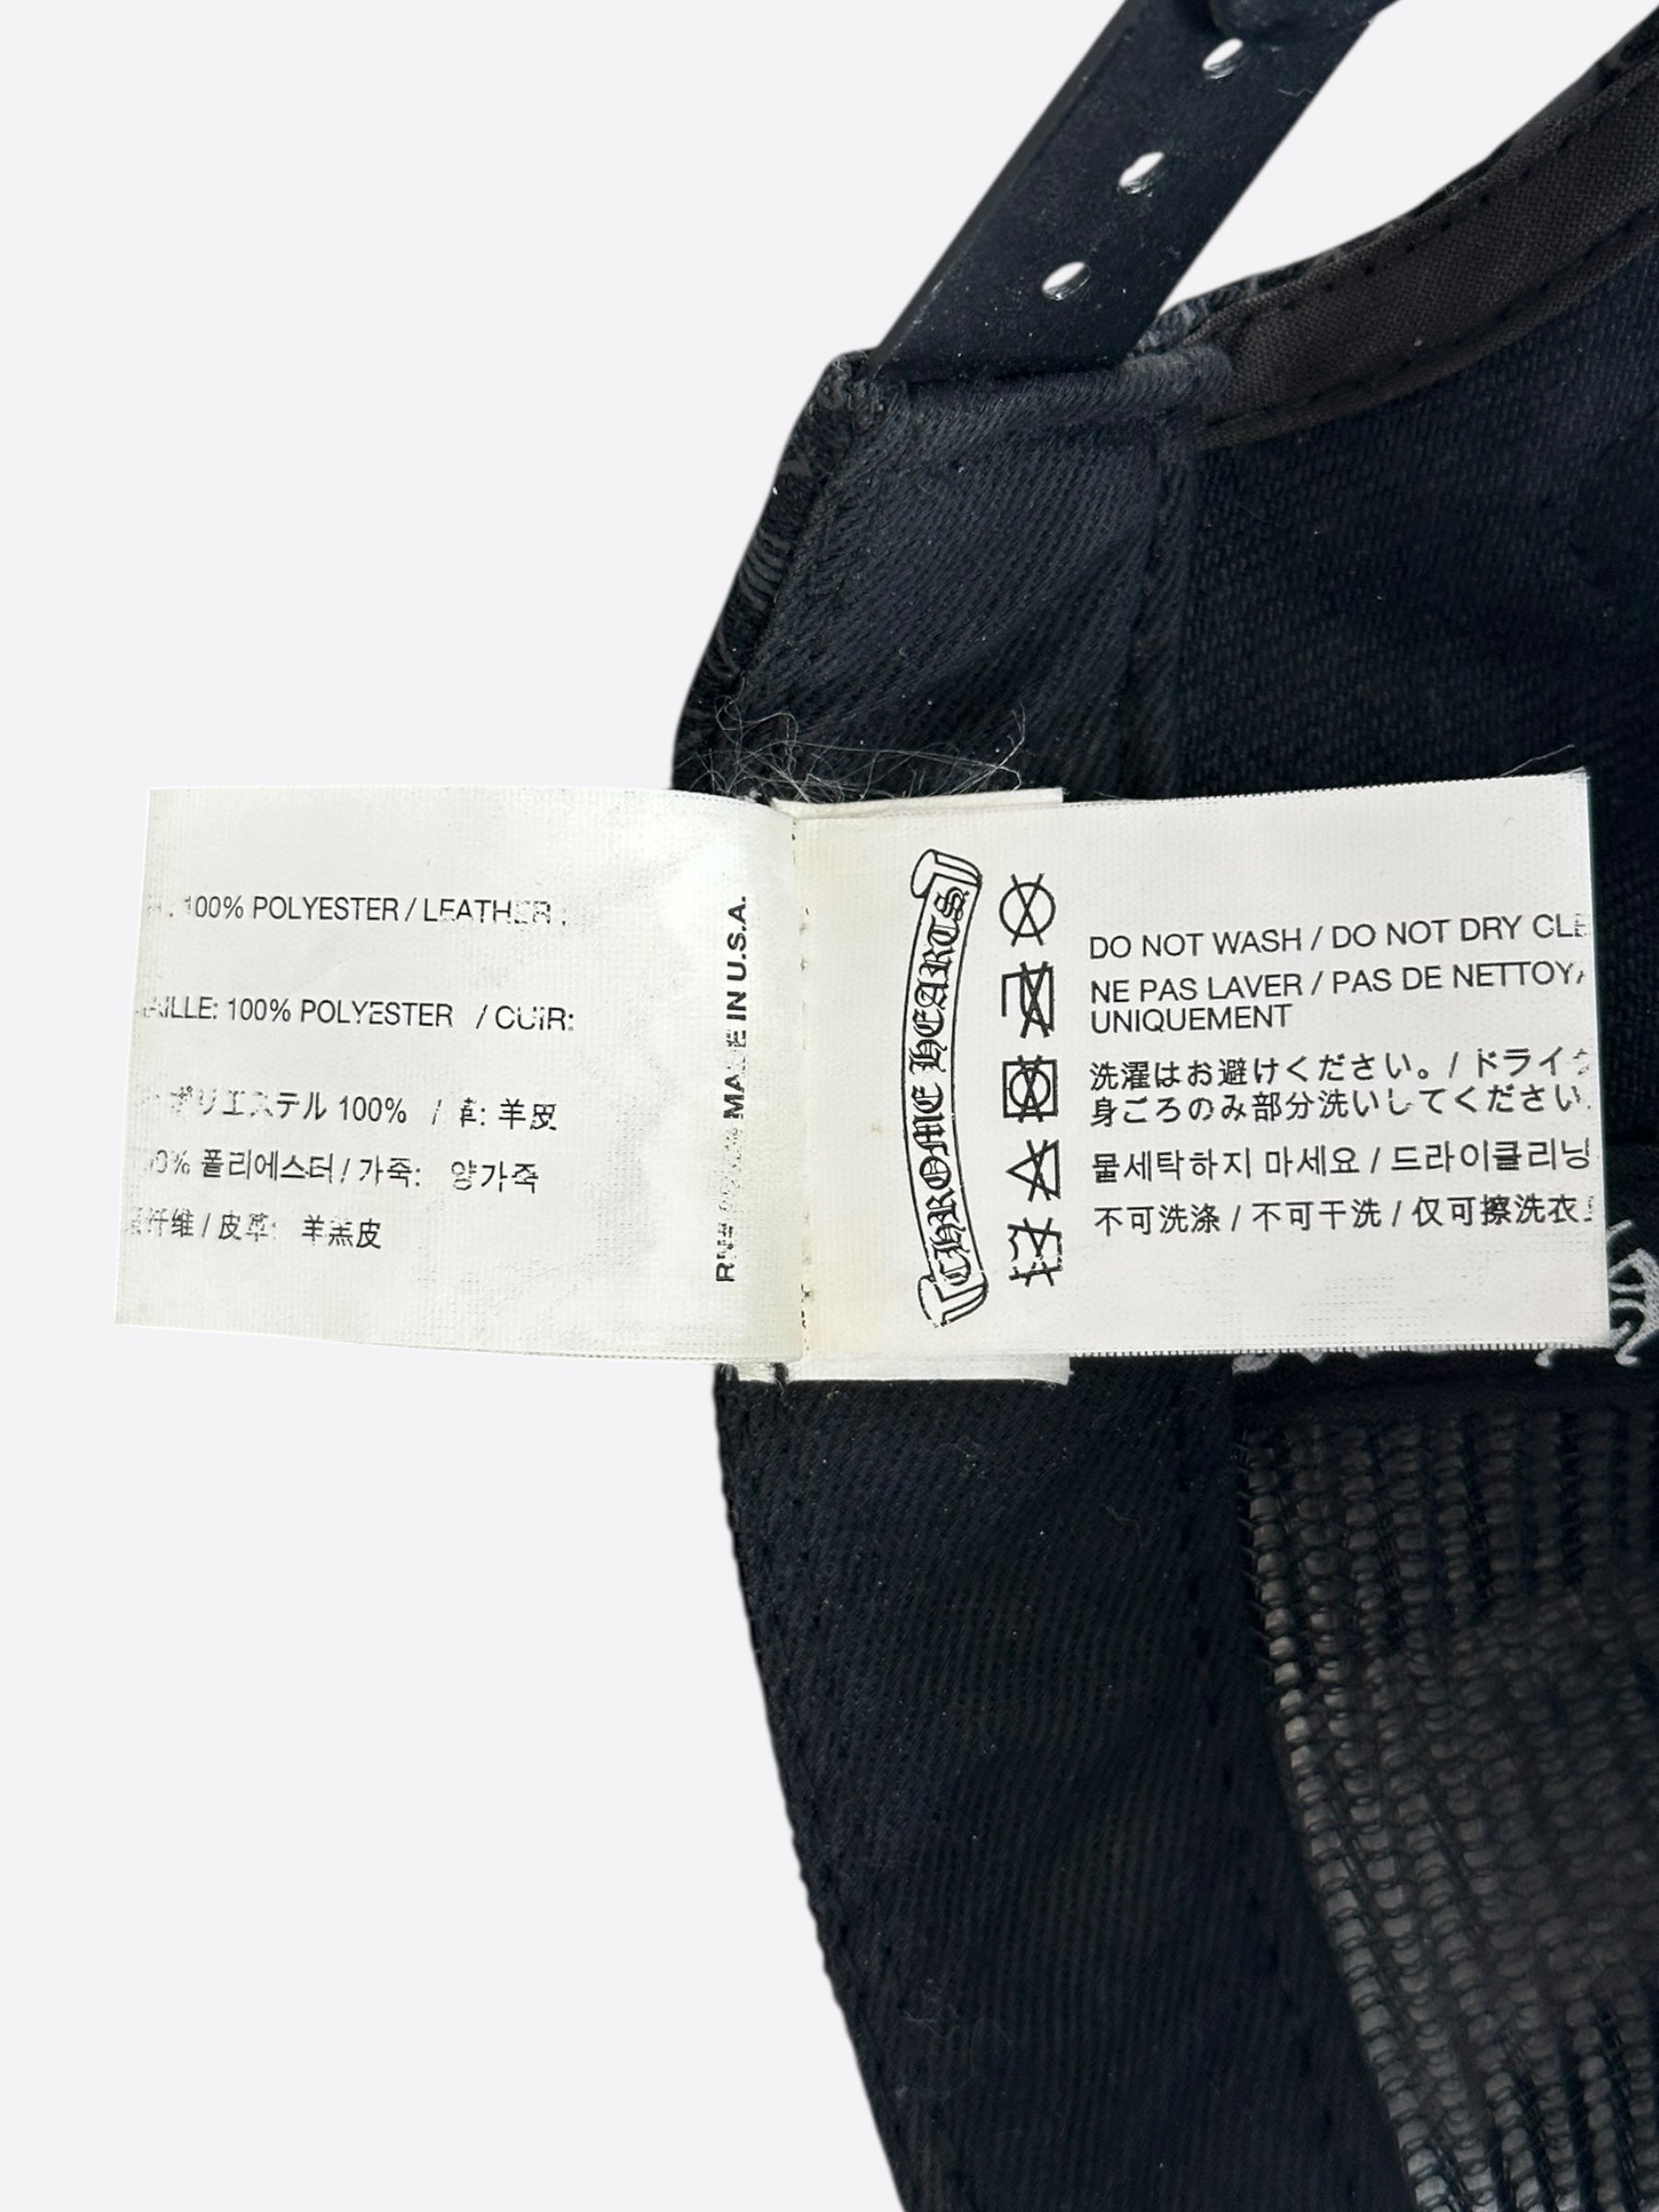 : 100% POLYESTER / LEATHER :
AILLE: 100% POLYESTER / CUIR:
ポリエステル 100% / 革: 羊皮
0% 폴리에스터 / 가죽: 양가죽
纤维 / 皮革: 羊羔皮
MADE IN U.S.A.
CHROME HEARTS
DO NOT WASH / DO NOT DRY CLE
NE PAS LAVER / PAS DE NETTOY
UNIQUEMENT
洗濯はお避けください。/ ドライ
身ごろのみ部分洗いしてください
물세탁하지 마세요 / 드라이클리닝
不可洗涤 / 不可干洗 / 仅可擦洗衣